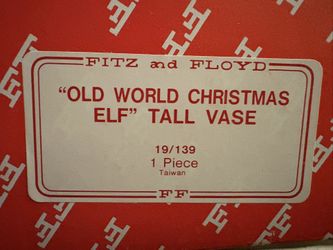 FITZ and FLOYD
"OLD WORLD CHRISTMAS
ELF" TALL VASE
19/139
1 Piece
Taiwan
FF